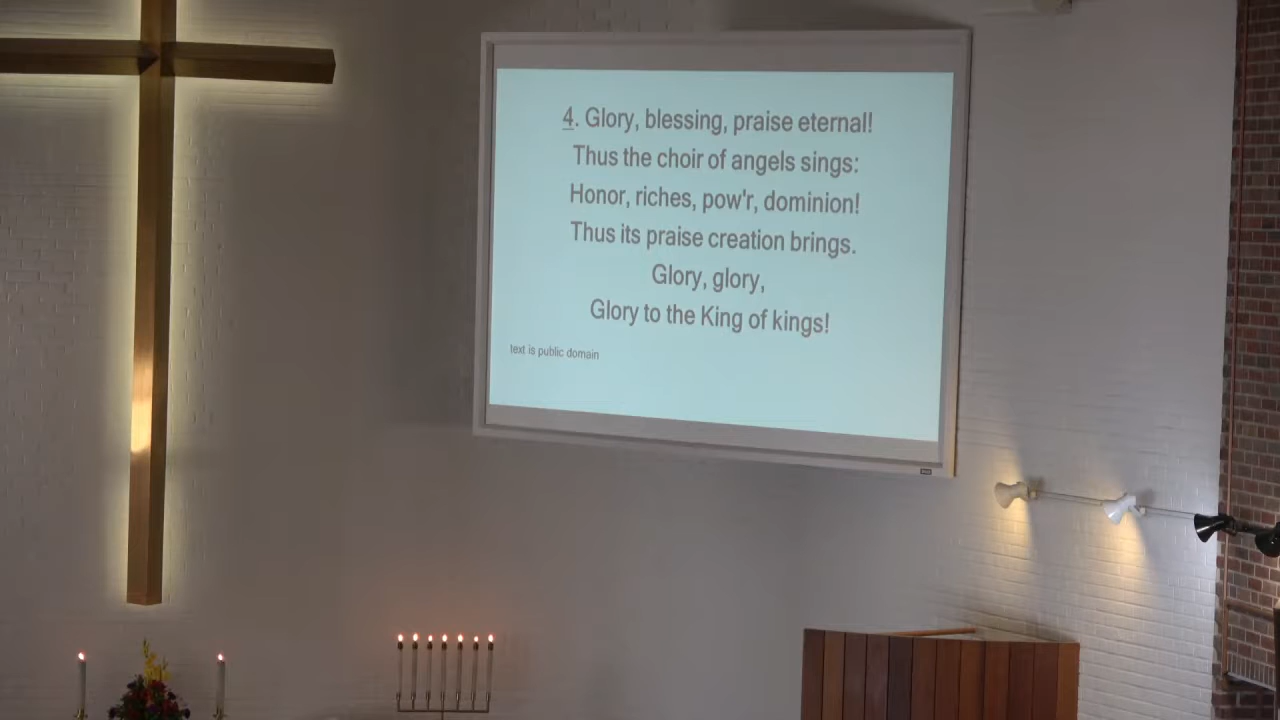 4. Glory, blessing, praise eternal!
Thus the choir of angels sings:
Honor, riches, pow'r, dominion!
Thus its praise creation brings.
Glory, glory,
Glory to the King of kings!
text is public domain